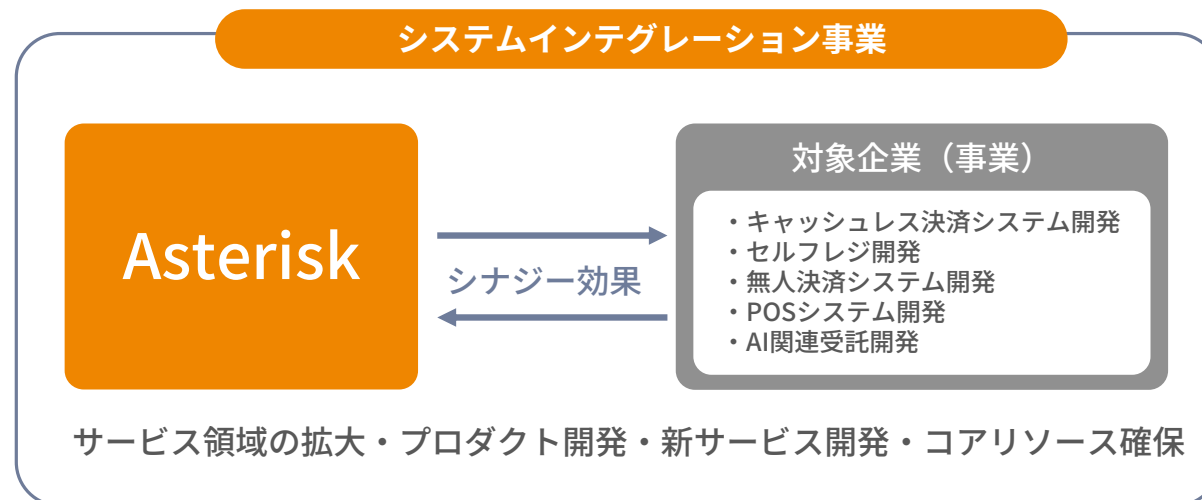 システムインテグレーション事業
Asterisk
シナジー効果
対象企業（事業）
・キャッシュレス決済システム開発
・セルフレジ開発
・無人決済システム開発
・POSシステム開発
・AI関連受託開発
サービス領域の拡大・プロダクト開発・新サービス開発・コアリソース確保